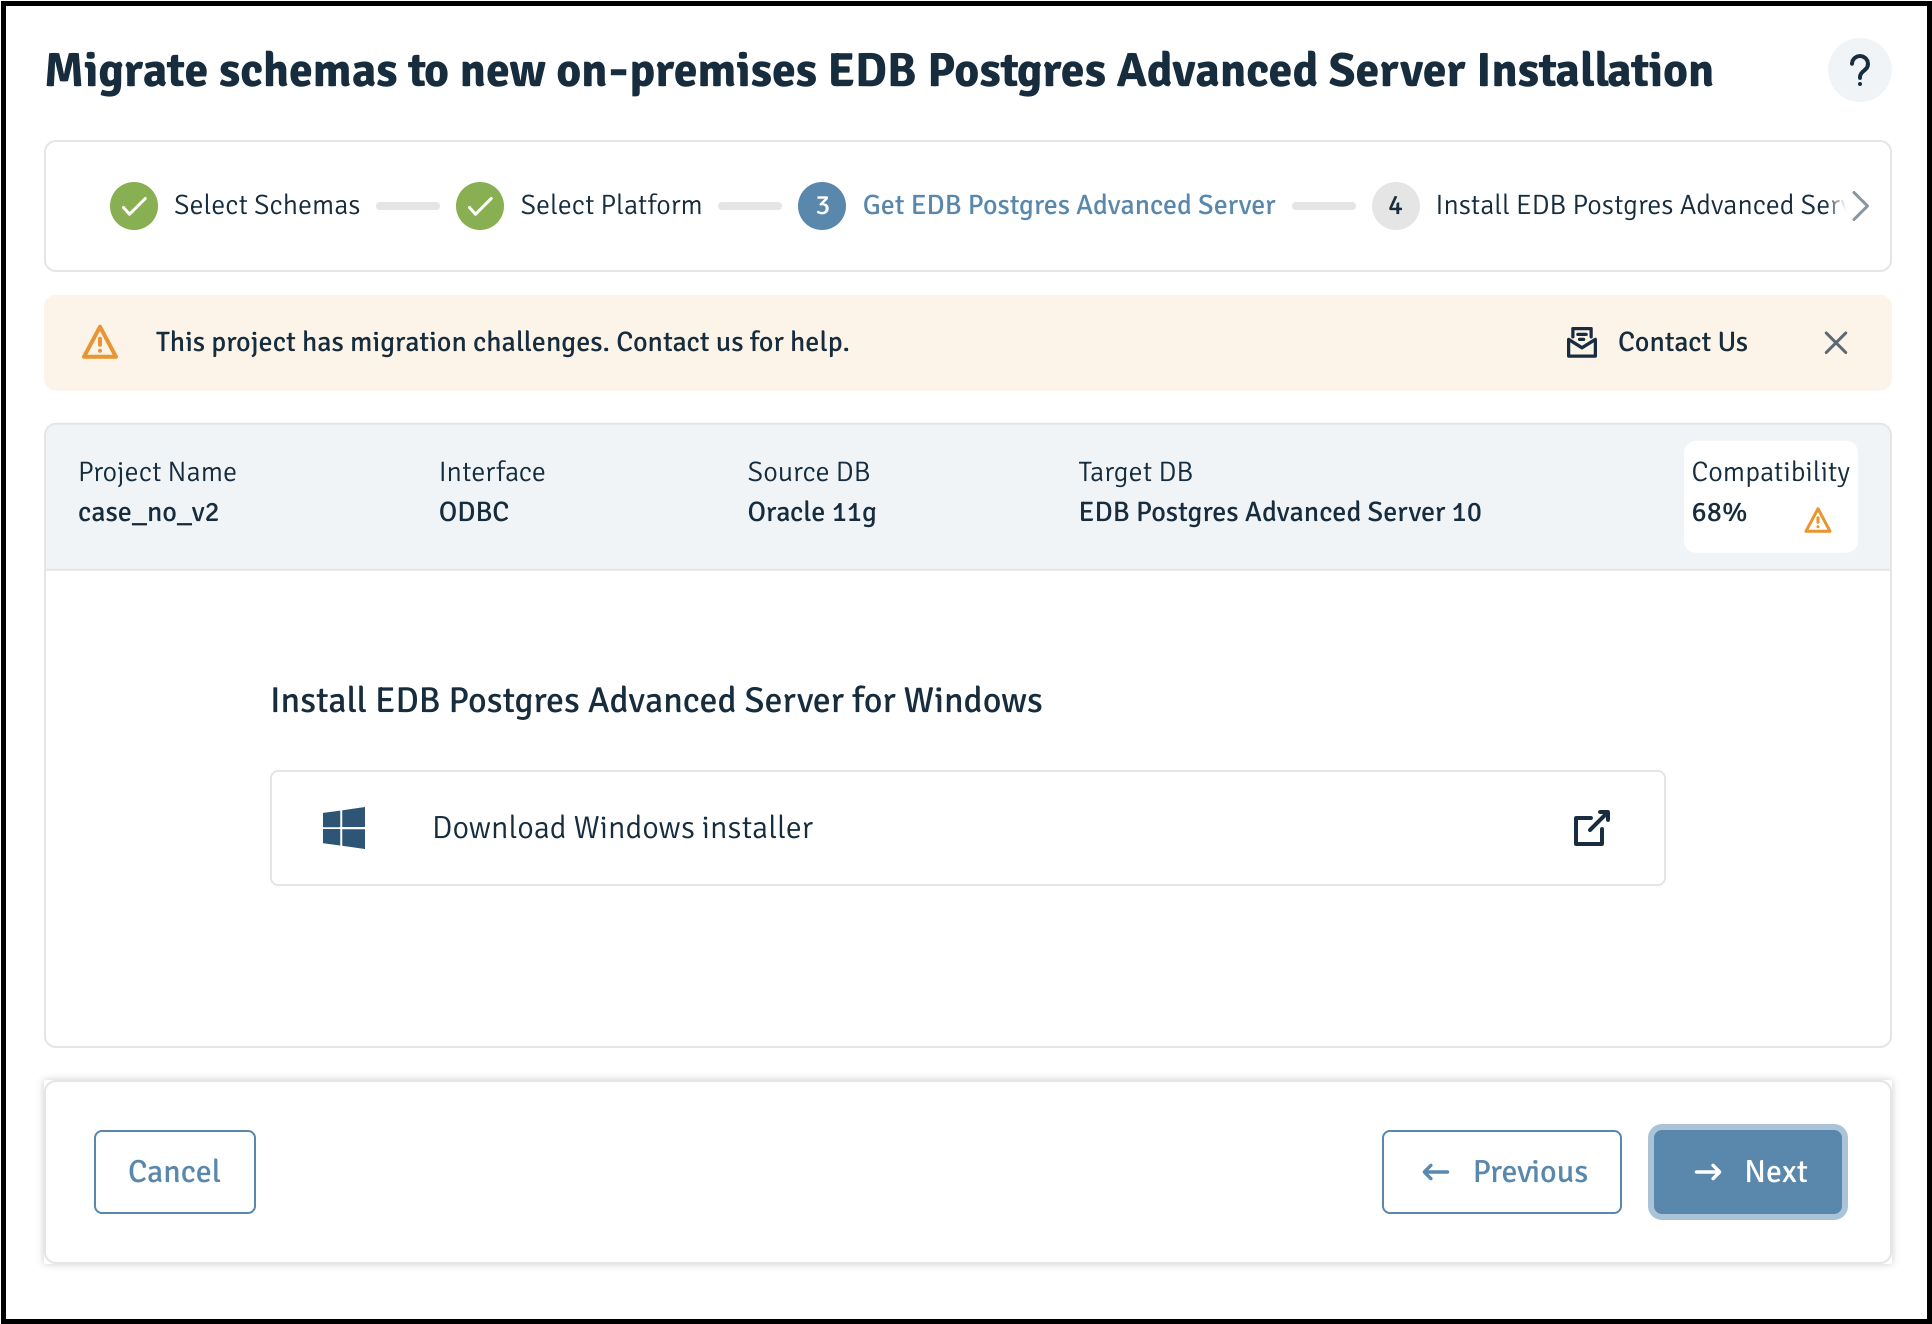 Migrate schemas to new on-premises EDB Postgres Advanced Server Installation
?
Select Schemas
Select Platform
3 Get EDB Postgres Advanced Server
4 Install EDB Postgres Advanced Ser
This project has migration challenges. Contact us for help.
Contact Us
Project Name
case_no_v2
Interface
ODBC
Source DB
Oracle 11g
Target DB
EDB Postgres Advanced Server 10
Compatibility
68%
Install EDB Postgres Advanced Server for Windows
Download Windows installer
Cancel
Previous
Next